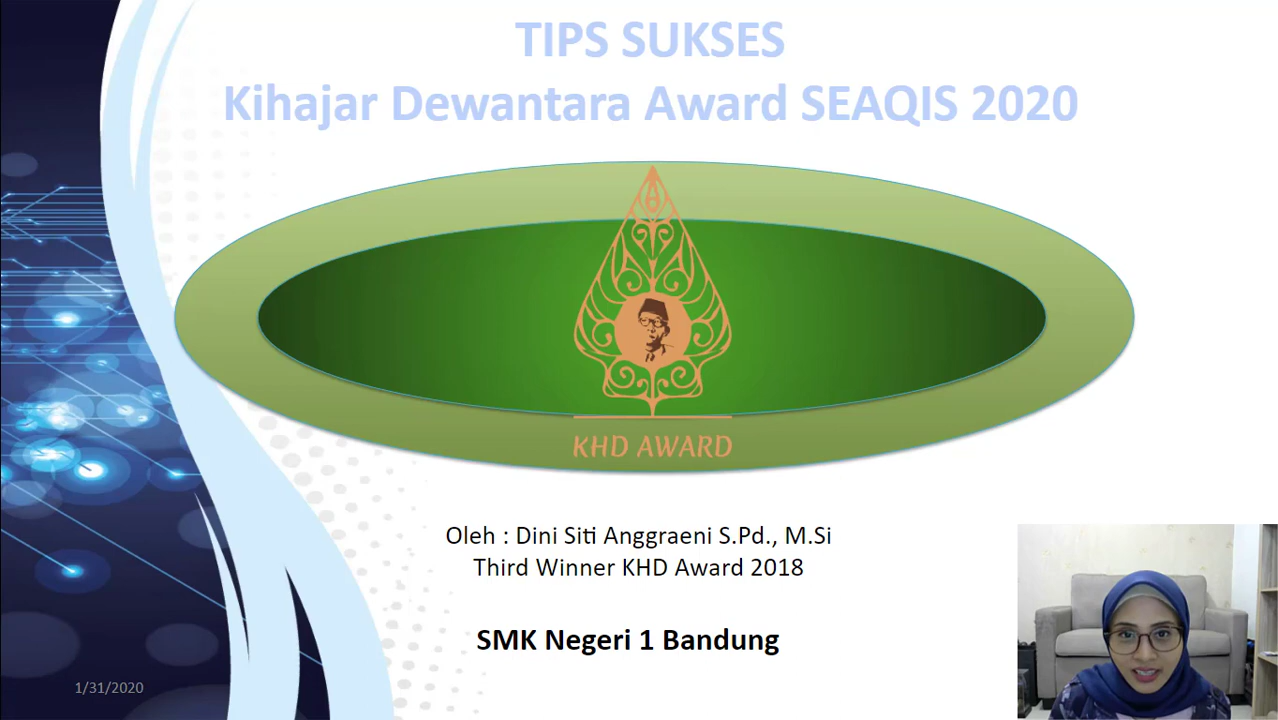 TIPS SUKSES
Kihajar Dewantara Award SEAQIS 2020
KHD AWARD
Oleh : Dini Siti Anggraeni S.Pd., M.Si
Third Winner KHD Award 2018
SMK Negeri 1 Bandung
1/31/2020